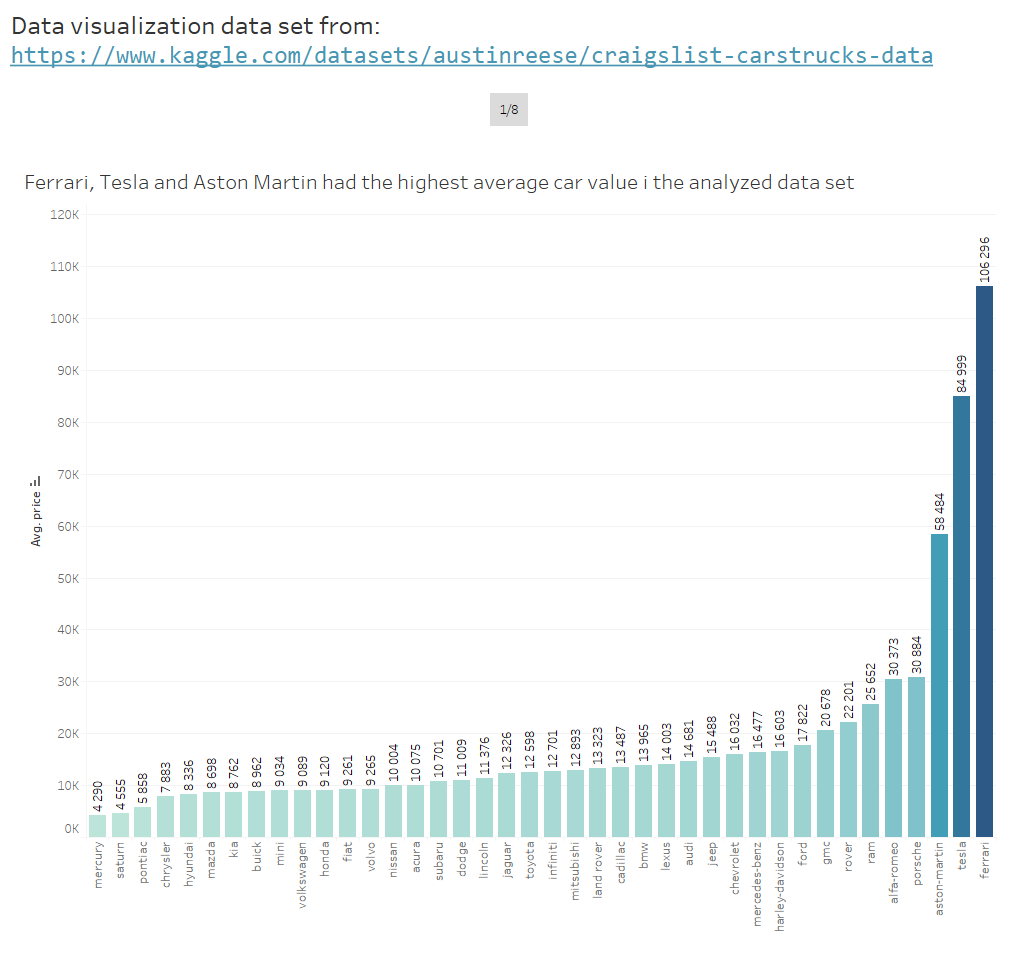 Data visualization data set from:
https://www.kaggle.com/datasets/austinreese/craigslist-carstrucks-data
1/8
Ferrari, Tesla and Aston Martin had the highest average car value i the analyzed data set
Avg. price
120K
110K
100K
90K
80K
70K
60K
50K
40K
30K
20K
10K
0K
4 290
4 555
5 858
7 883
8 336
8 698
8 762
8 962
9 034
9 089
9 120
9 261
9 265
10 004
10 075
10 701
11 009
11 376
12 326
12 598
12 701
12 893
13 323
13 487
13 965
14 003
14 681
15 488
16 032
16 477
16 603
17 822
20 678
22 201
25 652
30 373
30 884
58 484
84 999
106 296
mercury
saturn
pontiac
chrysler
hyundai
mazda
kia
buick
mini
volkswagen
honda
fiat
volvo
nissan
acura
subaru
dodge
lincoln
jaguar
toyota
infiniti
mitsubishi
land rover
cadillac
bmw
lexus
audi
jeep
chevrolet
mercedes-benz
harley-davidson
ford
gmc
rover
ram
alfa-romeo
porsche
aston-martin
tesla
ferrari